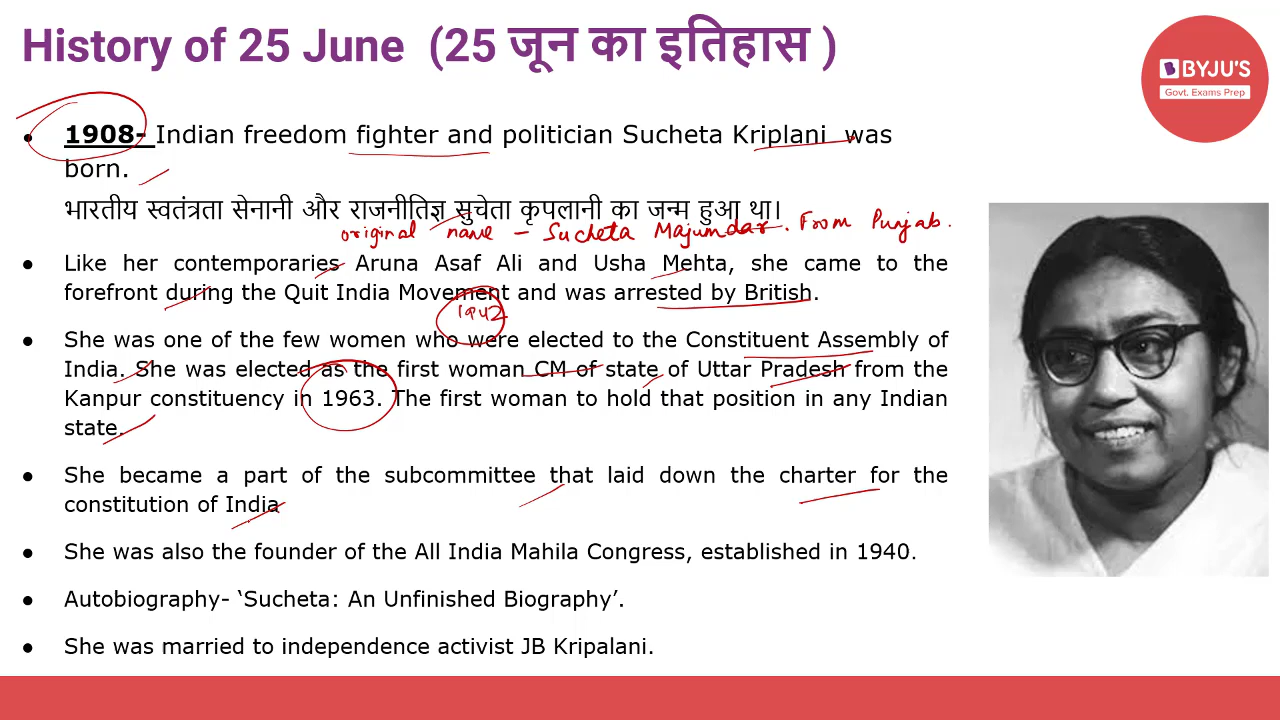 History of 25 June (25 जून का इतिहास )
BYJU'S
Govt. Exams Prep
• 1908- Indian freedom fighter and politician Sucheta Kriplani was
born.
भारतीय स्वतंत्रता सेनानी और राजनीतिज्ञ सुचेता कृपलानी का जन्म हुआ था।
original name - Sucheta Majumdar. From Punjab.
• Like her contemporaries Aruna Asaf Ali and Usha Mehta, she came to the
forefront during the Quit India Movement and was arrested by British.
1942
• She was one of the few women who were elected to the Constituent Assembly of
India. She was elected as the first woman CM of state of Uttar Pradesh from the
Kanpur constituency in 1963. The first woman to hold that position in any Indian
state.
• She became a part of the subcommittee that laid down the charter for the
constitution of India
• She was also the founder of the All India Mahila Congress, established in 1940.
• Autobiography- ‘Sucheta: An Unfinished Biography’.
• She was married to independence activist JB Kripalani.